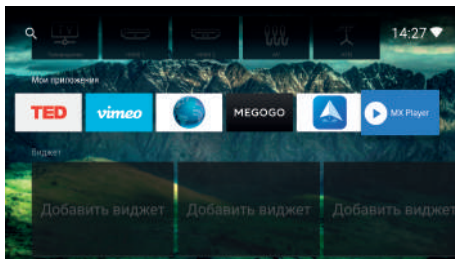 14:27
Мои приложения
TED
vimeo
MEGOGO
MX Player
Виджет
Добавить виджет
Добавить виджет
Добавить виджет